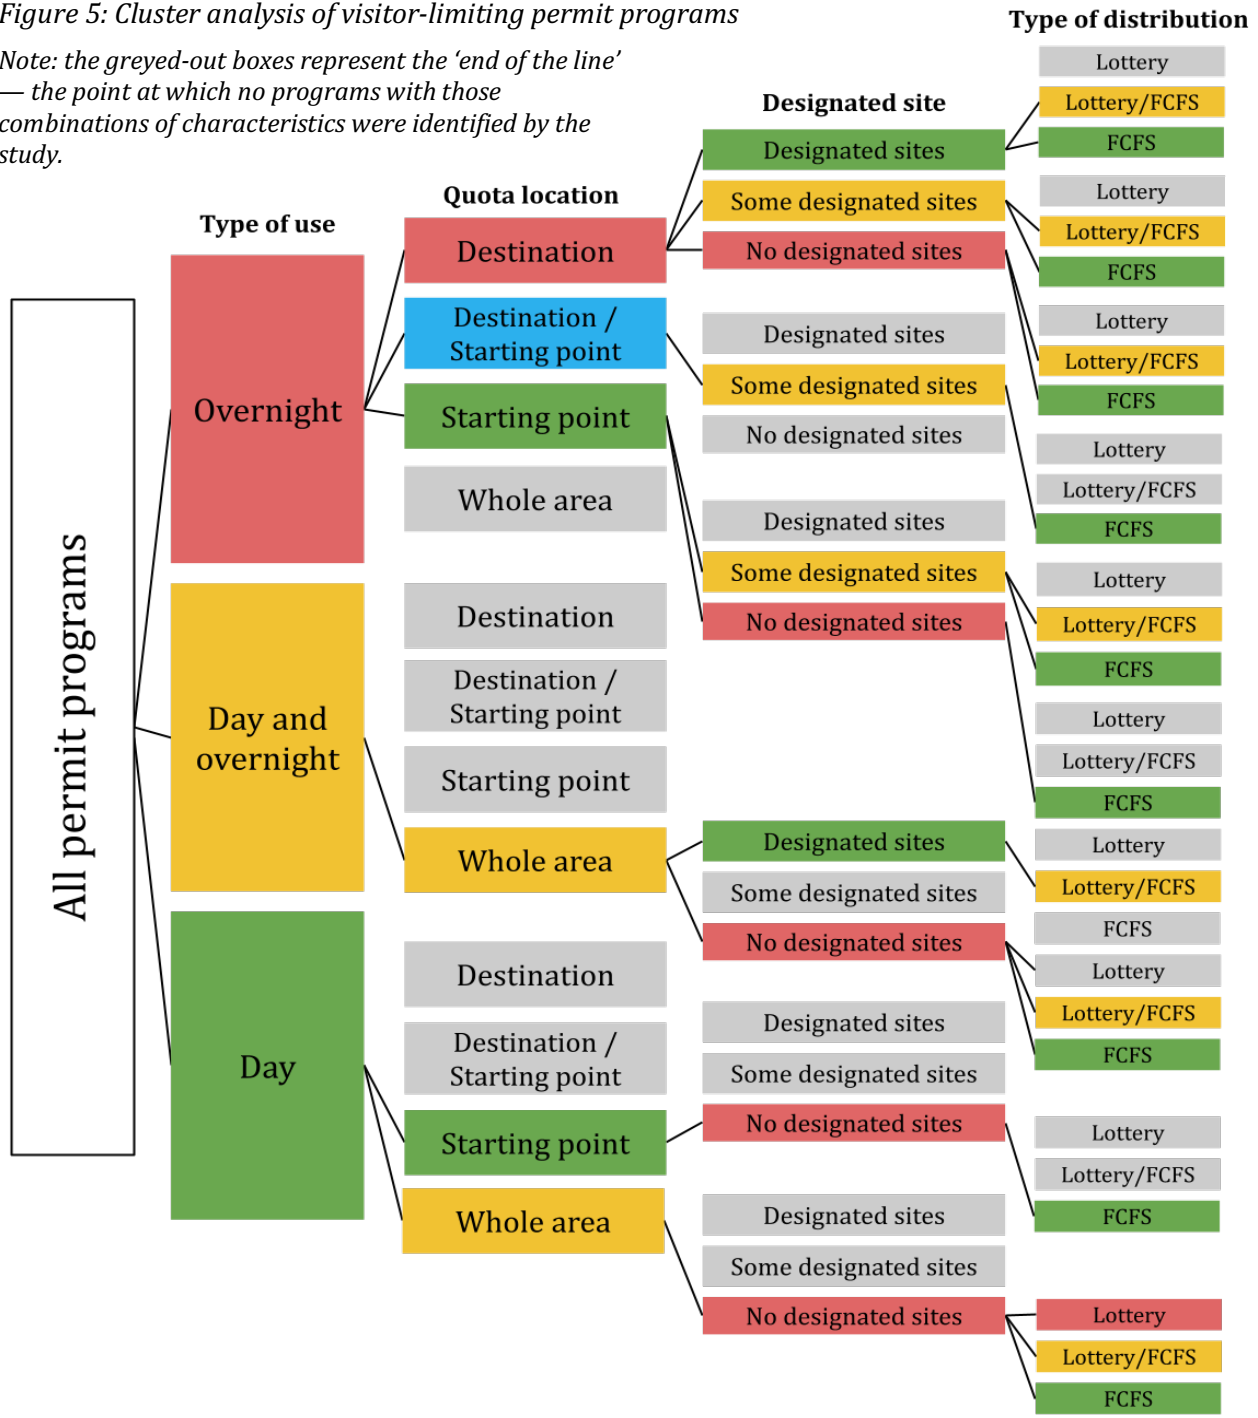 Figure 5: Cluster analysis of visitor-limiting permit programs
Note: the greyed-out boxes represent the ‘end of the line’
— the point at which no programs with those
combinations of characteristics were identified by the
study.
All permit programs
Type of use
Overnight
Day and
overnight
Day
Quota location
Destination
Destination /
Starting point
Starting point
Whole area
Destination
Destination /
Starting point
Starting point
Whole area
Destination
Destination /
Starting point
Starting point
Whole area
Designated site
Designated sites
Some designated sites
No designated sites
Designated sites
Some designated sites
No designated sites
Designated sites
Some designated sites
No designated sites
Designated sites
Some designated sites
No designated sites
Designated sites
Some designated sites
No designated sites
Designated sites
Some designated sites
No designated sites
Type of distribution
Lottery
Lottery/FCFS
FCFS
Lottery
Lottery/FCFS
FCFS
Lottery
Lottery/FCFS
FCFS
Lottery
Lottery/FCFS
FCFS
Lottery
Lottery/FCFS
FCFS
Lottery
Lottery/FCFS
FCFS
Lottery
Lottery/FCFS
FCFS
Lottery
Lottery/FCFS
FCFS
Lottery
Lottery/FCFS
FCFS
Lottery
Lottery/FCFS
FCFS